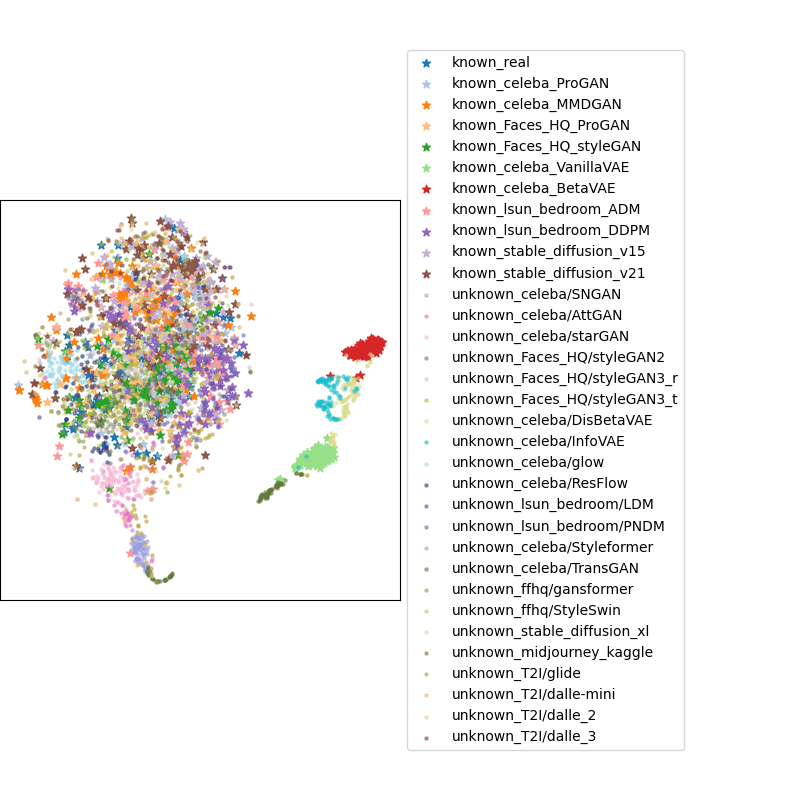 known_real
known_celeba_ProGAN
known_celeba_MMDGAN
known_Faces_HQ_ProGAN
known_Faces_HQ_styleGAN
known_celeba_VanillaVAE
known_celeba_BetaVAE
known_lsun_bedroom_ADM
known_lsun_bedroom_DDPM
known_stable_diffusion_v15
known_stable_diffusion_v21
unknown_celeba/SNGAN
unknown_celeba/AttGAN
unknown_celeba/starGAN
unknown_Faces_HQ/styleGAN2
unknown_Faces_HQ/styleGAN3_r
unknown_Faces_HQ/styleGAN3_t
unknown_celeba/DisBetaVAE
unknown_celeba/InfoVAE
unknown_celeba/glow
unknown_celeba/ResFlow
unknown_lsun_bedroom/LDM
unknown_lsun_bedroom/PNDM
unknown_celeba/Styleformer
unknown_celeba/TransGAN
unknown_ffhq/gansformer
unknown_ffhq/StyleSwin
unknown_stable_diffusion_xl
unknown_midjourney_kaggle
unknown_T2I/glide
unknown_T2I/dalle-mini
unknown_T2I/dalle_2
unknown_T2I/dalle_3